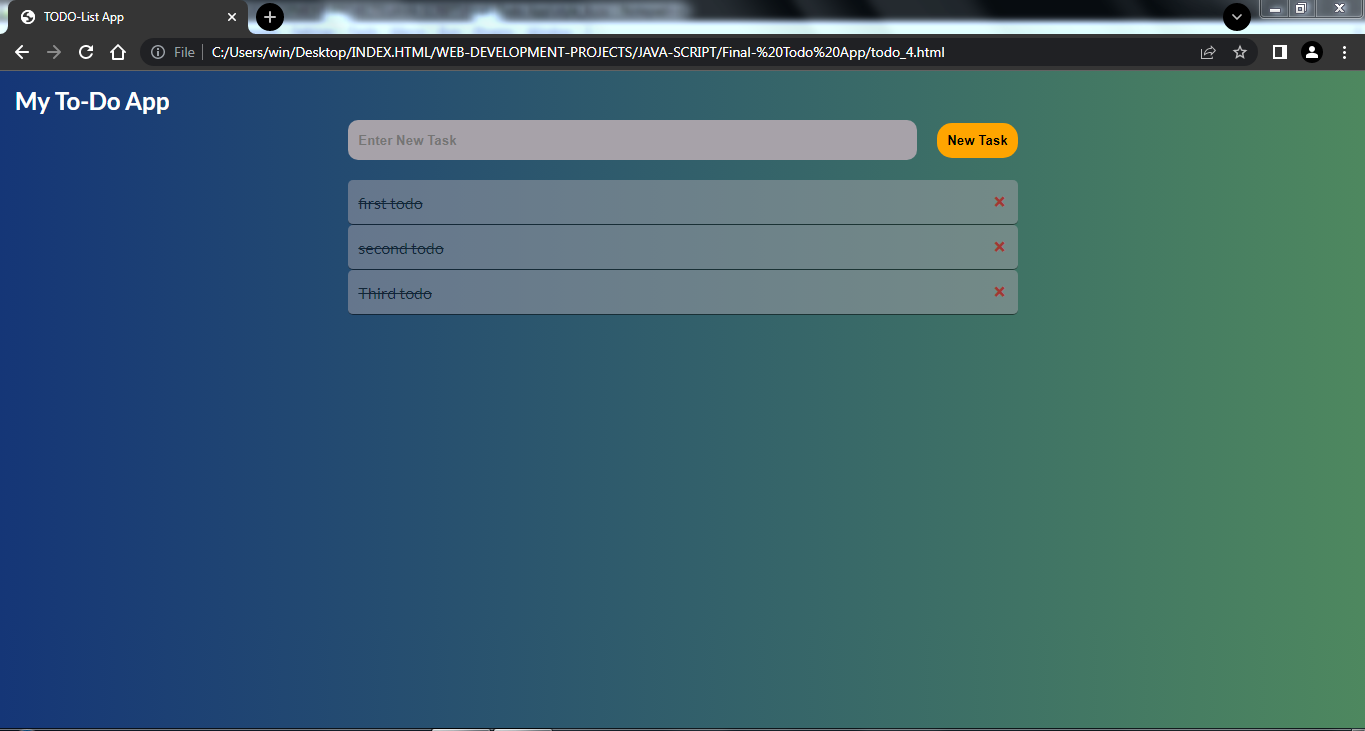 TODO-List App
File C:/Users/win/Desktop/INDEX.HTML/WEB-DEVELOPMENT-PROJECTS/JAVA-SCRIPT/Final-%20Todo%20App/todo_4.html
My To-Do App
Enter New Task New Task
first todo
second todo
Third todo